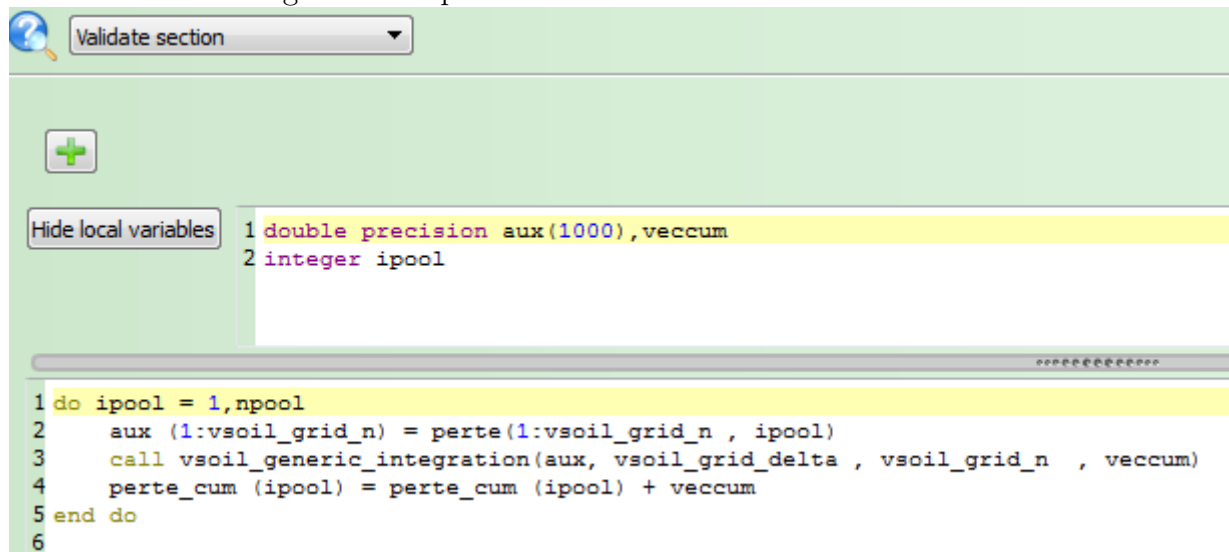 Validate section
Hide local variables
1 double precision aux(1000),veccum
2 integer ipool
1 do ipool = 1,npool
2 aux (1:vsoil_grid_n) = perte(1:vsoil_grid_n , ipool)
3 call vsoil_generic_integration(aux, vsoil_grid_delta , vsoil_grid_n , veccum)
4 perte_cum (ipool) = perte_cum (ipool) + veccum
5 end do
6